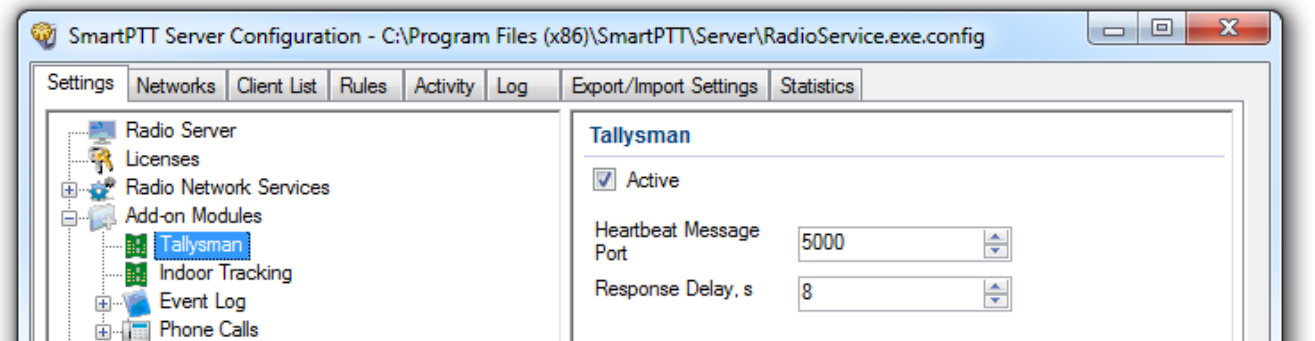 SmartPTT Server Configuration - C:\Program Files (x86)\SmartPTT\Server\RadioService.exe.config
Settings Networks Client List Rules Activity Log Export/Import Settings Statistics
Radio Server
Licenses
Radio Network Services
Add-on Modules
Tallysman
Indoor Tracking
Event Log
Phone Calls
Tallysman
Active
Heartbeat Message
Port
5000
Response Delay, s
8